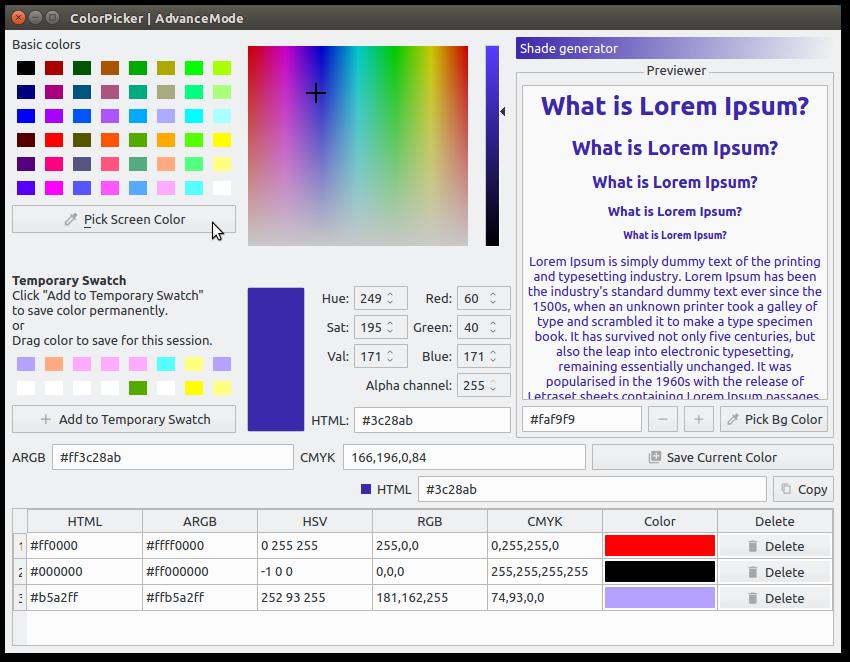 ColorPicker | AdvanceMode
Basic colors
Pick Screen Color
Temporary Swatch
Click "Add to Temporary Swatch"
to save color permanently.
or
Drag color to save for this session.
Add to Temporary Swatch
Hue: 249 Red: 60
Sat: 195 Green: 40
Val: 171 Blue: 171
Alpha channel: 255
HTML: #3c28ab
Shade generator
Previewer
What is Lorem Ipsum?
What is Lorem Ipsum?
What is Lorem Ipsum?
What is Lorem Ipsum?
What is Lorem Ipsum?
Lorem Ipsum is simply dummy text of the printing
and typesetting industry. Lorem Ipsum has been
the industry's standard dummy text ever since the
1500s, when an unknown printer took a galley of
type and scrambled it to make a type specimen
book. It has survived not only five centuries, but
also the leap into electronic typesetting,
remaining essentially unchanged. It was
popularised in the 1960s with the release of
Letraset sheets containing Lorem Ipsum passages,
#faf9f9 Pick Bg Color
ARGB #ff3c28ab CMYK 166,196,0,84 Save Current Color
HTML #3c28ab Copy
HTML ARGB HSV RGB CMYK Color Delete
1 #ff0000 #ffff0000 0 255 255 255,0,0 0,255,255,0 Delete
2 #000000 #ff000000 -1 0 0 0,0,0 255,255,255,255 Delete
3 #b5a2ff #ffb5a2ff 252 93 255 181,162,255 74,93,0,0 Delete